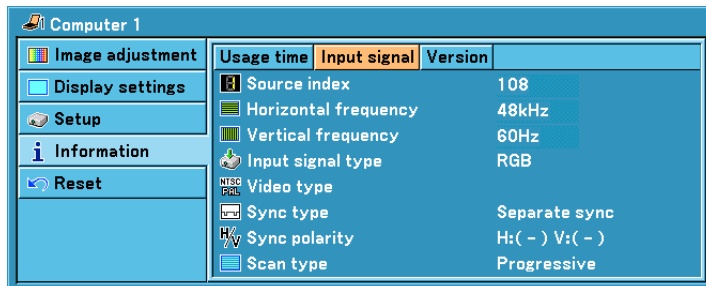 Computer 1
Image adjustment
Display settings
Setup
Information
Reset
Usage time Input signal Version
Source index 108
Horizontal frequency 48kHz
Vertical frequency 60Hz
Input signal type RGB
NTSC PAL Video type
Sync type Separate sync
H/V Sync polarity H:( – ) V:( – )
Scan type Progressive